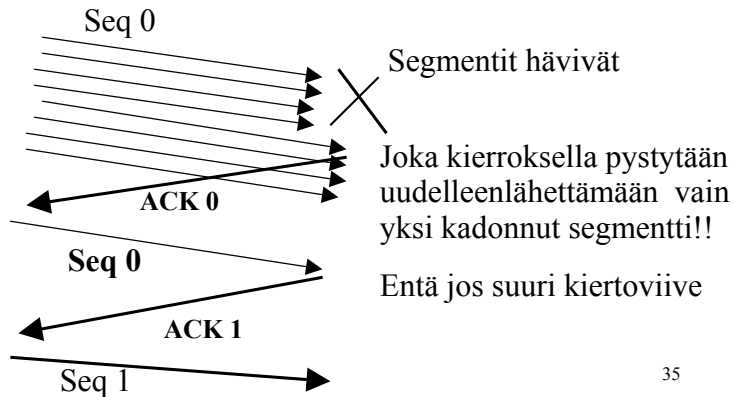 Seq 0
Segmentit hävivät
Joka kierroksella pystytään
uudelleenlähettämään vain
yksi kadonnut segmentti!!
ACK 0
Seq 0
Entä jos suuri kiertoviive
ACK 1
Seq 1
35